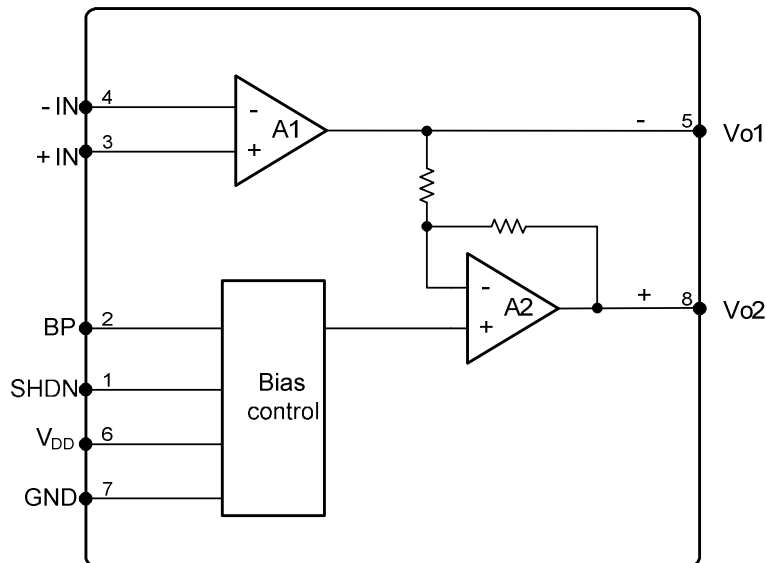 - IN 4
+ IN 3
-
+
A1
- 5 Vo1
-
+
A2
+ 8 Vo2
BP 2
SHDN 1
VDD 6
GND 7
Bias
control